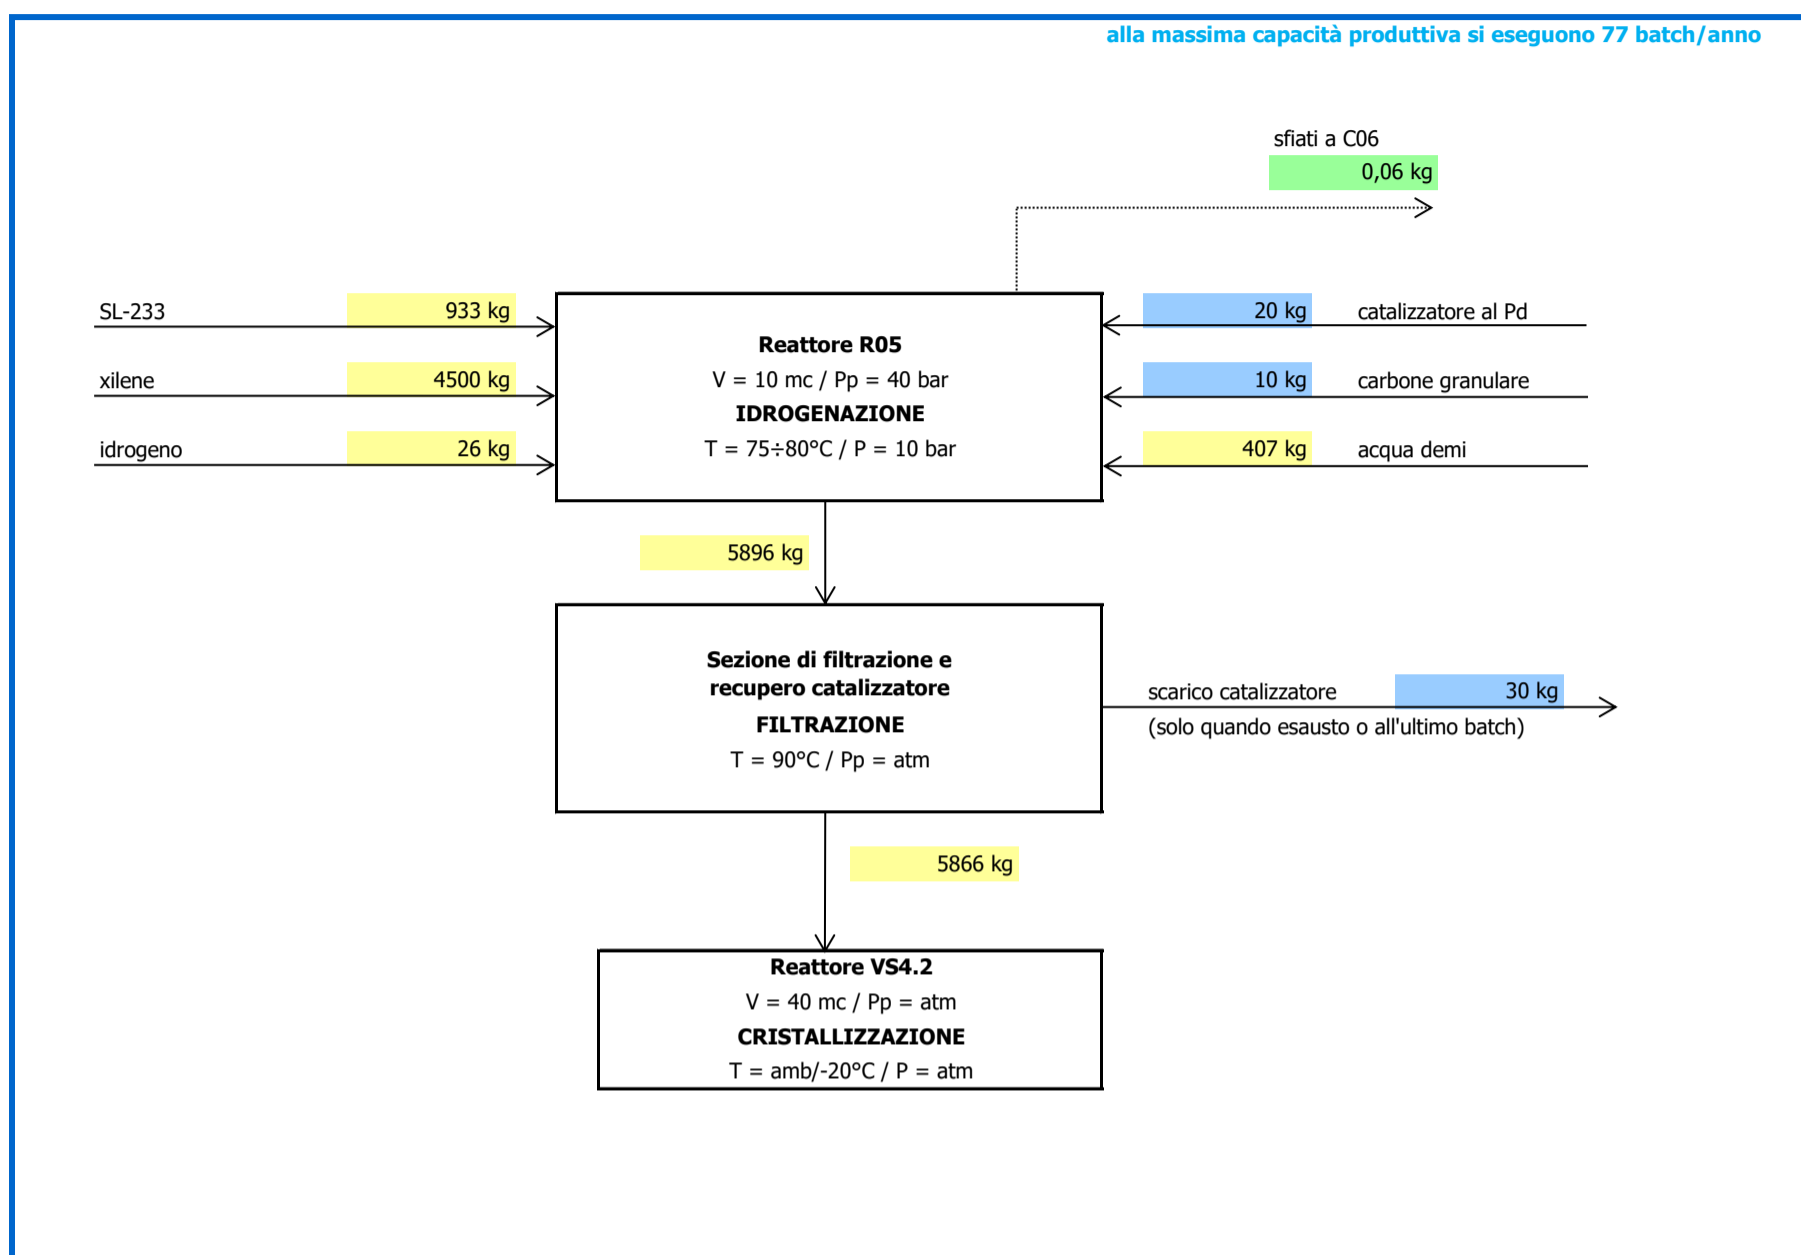 alla massima capacità produttiva si eseguono 77 batch/anno
sfiati a C06
0,06 kg
SL-233
933 kg
xilene
4500 kg
idrogeno
26 kg
Reattore R05
V = 10 mc / Pp = 40 bar
IDROGENAZIONE
T = 75÷80°C / P = 10 bar
20 kg
catalizzatore al Pd
10 kg
carbone granulare
407 kg
acqua demi
5896 kg
Sezione di filtrazione e
recupero catalizzatore
FILTRAZIONE
T = 90°C / Pp = atm
scarico catalizzatore
30 kg
(solo quando esausto o all'ultimo batch)
5866 kg
Reattore VS4.2
V = 40 mc / Pp = atm
CRISTALLIZZAZIONE
T = amb/-20°C / P = atm